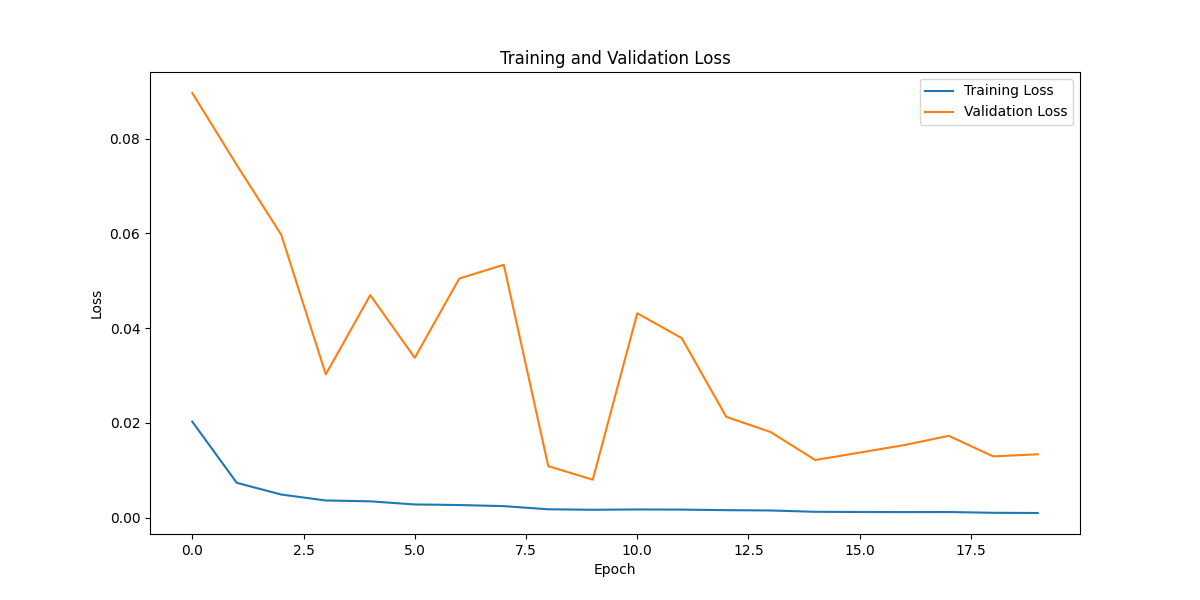 Training and Validation Loss
Training Loss
Validation Loss
0.08
0.06
0.04
0.02
0.00
Loss
0.0 2.5 5.0 7.5 10.0 12.5 15.0 17.5
Epoch